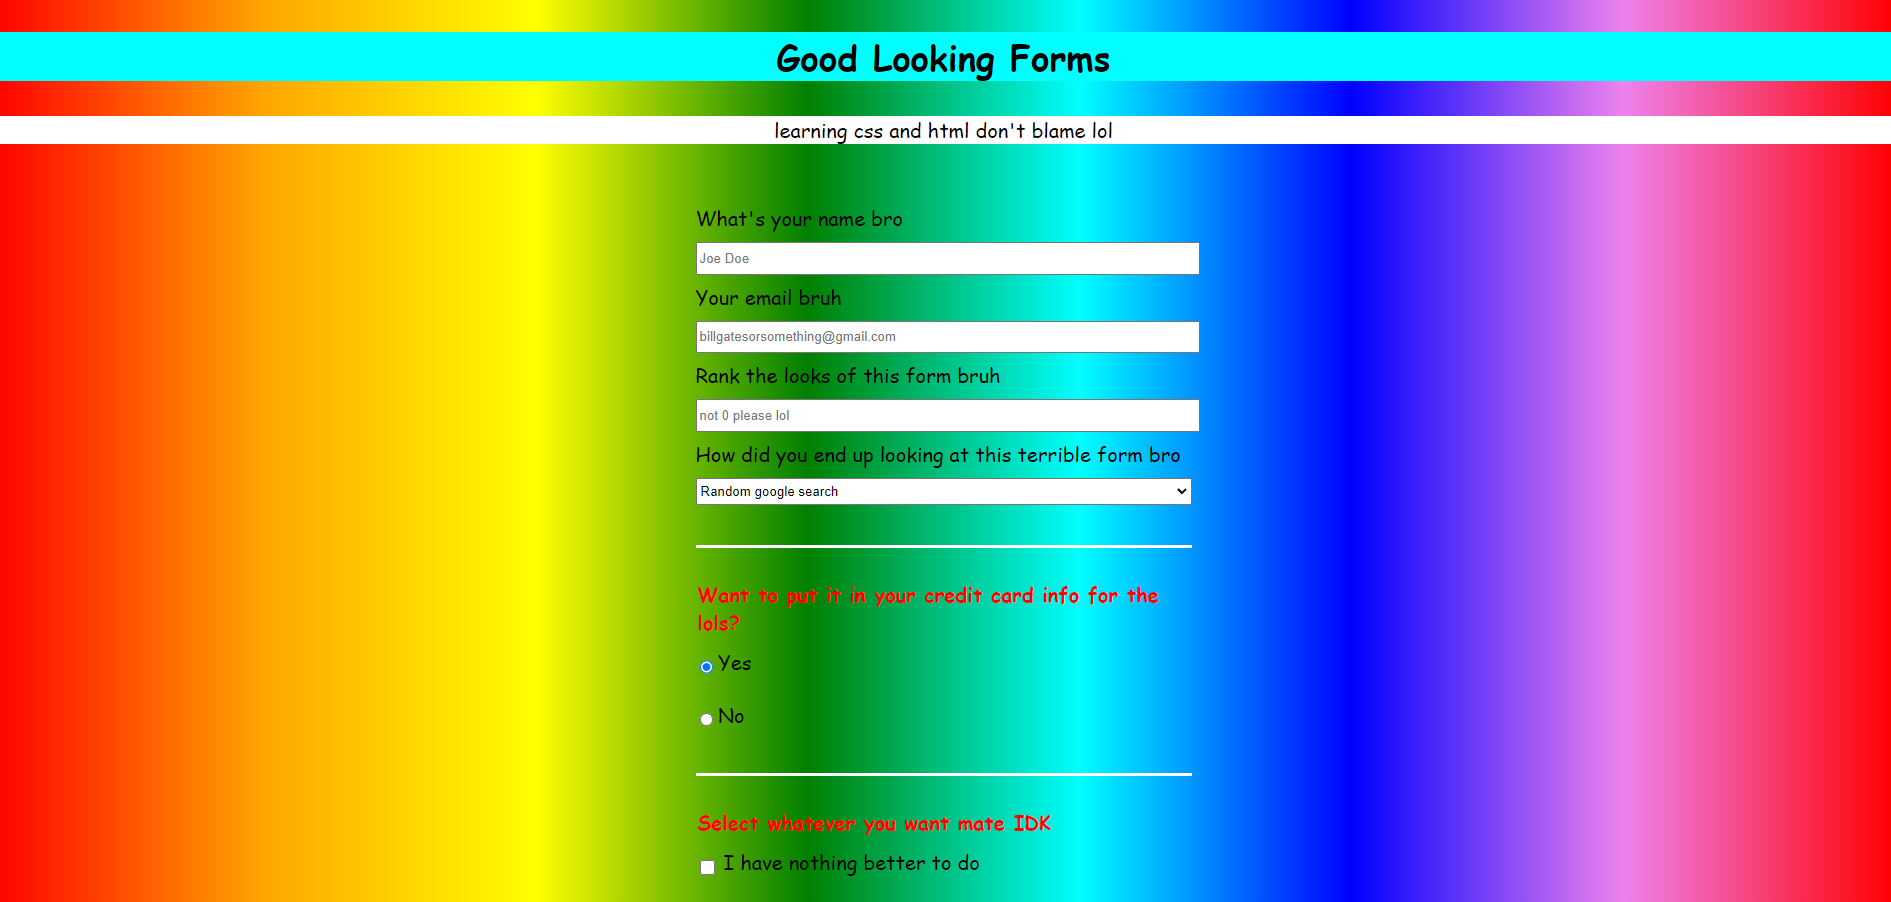 Good Looking Forms
learning css and html don't blame lol
What's your name bro
Joe Doe
Your email bruh
billgatesorsomething@gmail.com
Rank the looks of this form bruh
not 0 please lol
How did you end up looking at this terrible form bro
Random google search
Want to put it in your credit card info for the
lols?
Yes
No
Select whatever you want mate IDK
I have nothing better to do